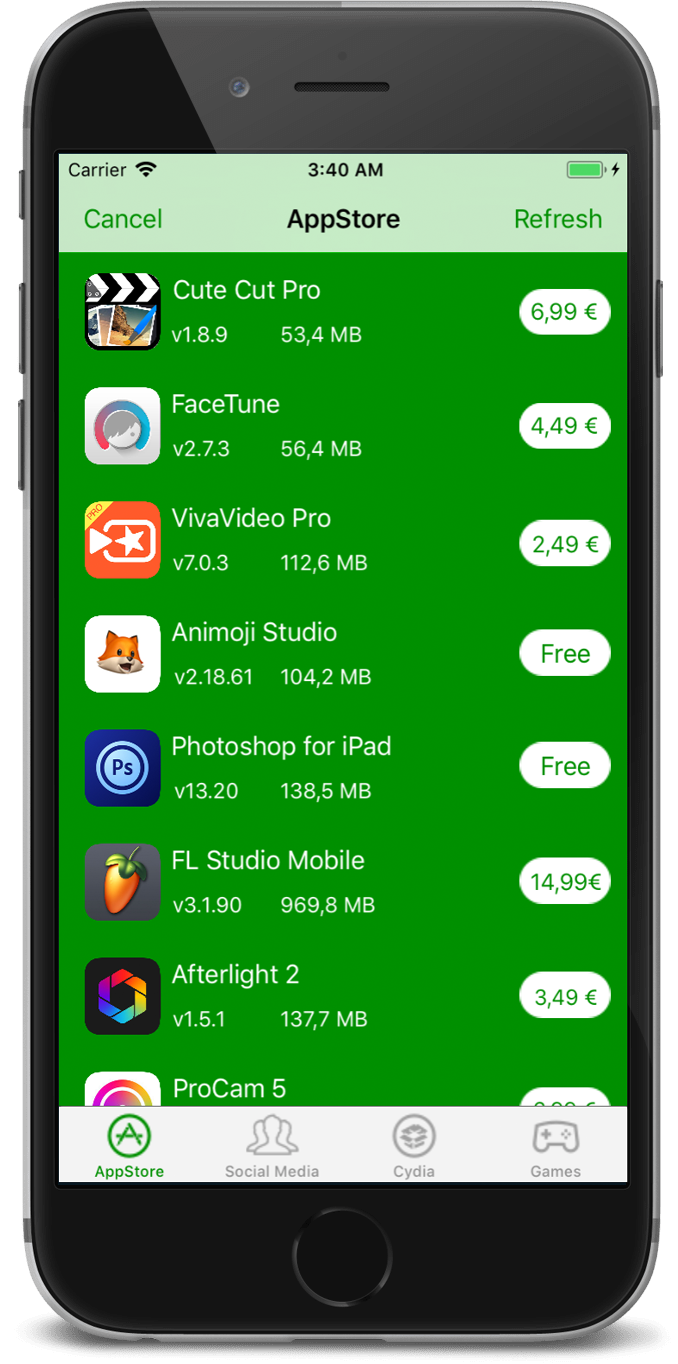 Carrier 3:40 AM
Cancel AppStore Refresh
Cute Cut Pro
v1.8.9 53,4 MB 6,99 €
FaceTune
v2.7.3 56,4 MB 4,49 €
PRO
VivaVideo Pro
v7.0.3 112,6 MB 2,49 €
Animoji Studio
v2.18.61 104,2 MB Free
Photoshop for iPad
Ps
v13.20 138,5 MB Free
FL Studio Mobile
v3.1.90 969,8 MB 14,99€
Afterlight 2
v1.5.1 137,7 MB 3,49 €
ProCam 5
AppStore Social Media Cydia Games